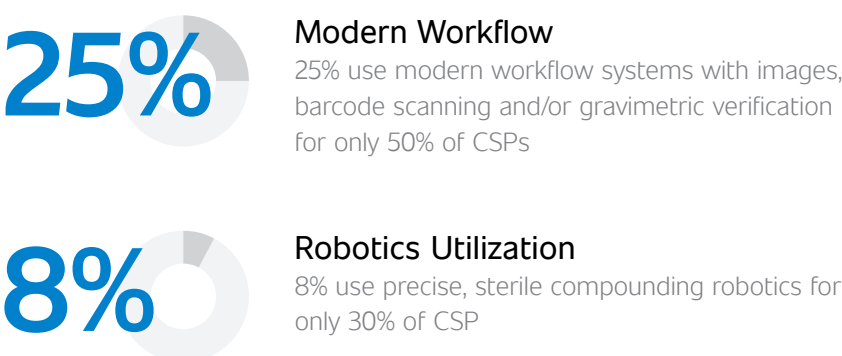 25%
Modern Workflow
25% use modern workflow systems with images,
barcode scanning and/or gravimetric verification
for only 50% of CSPs
8%
Robotics Utilization
8% use precise, sterile compounding robotics for
only 30% of CSP